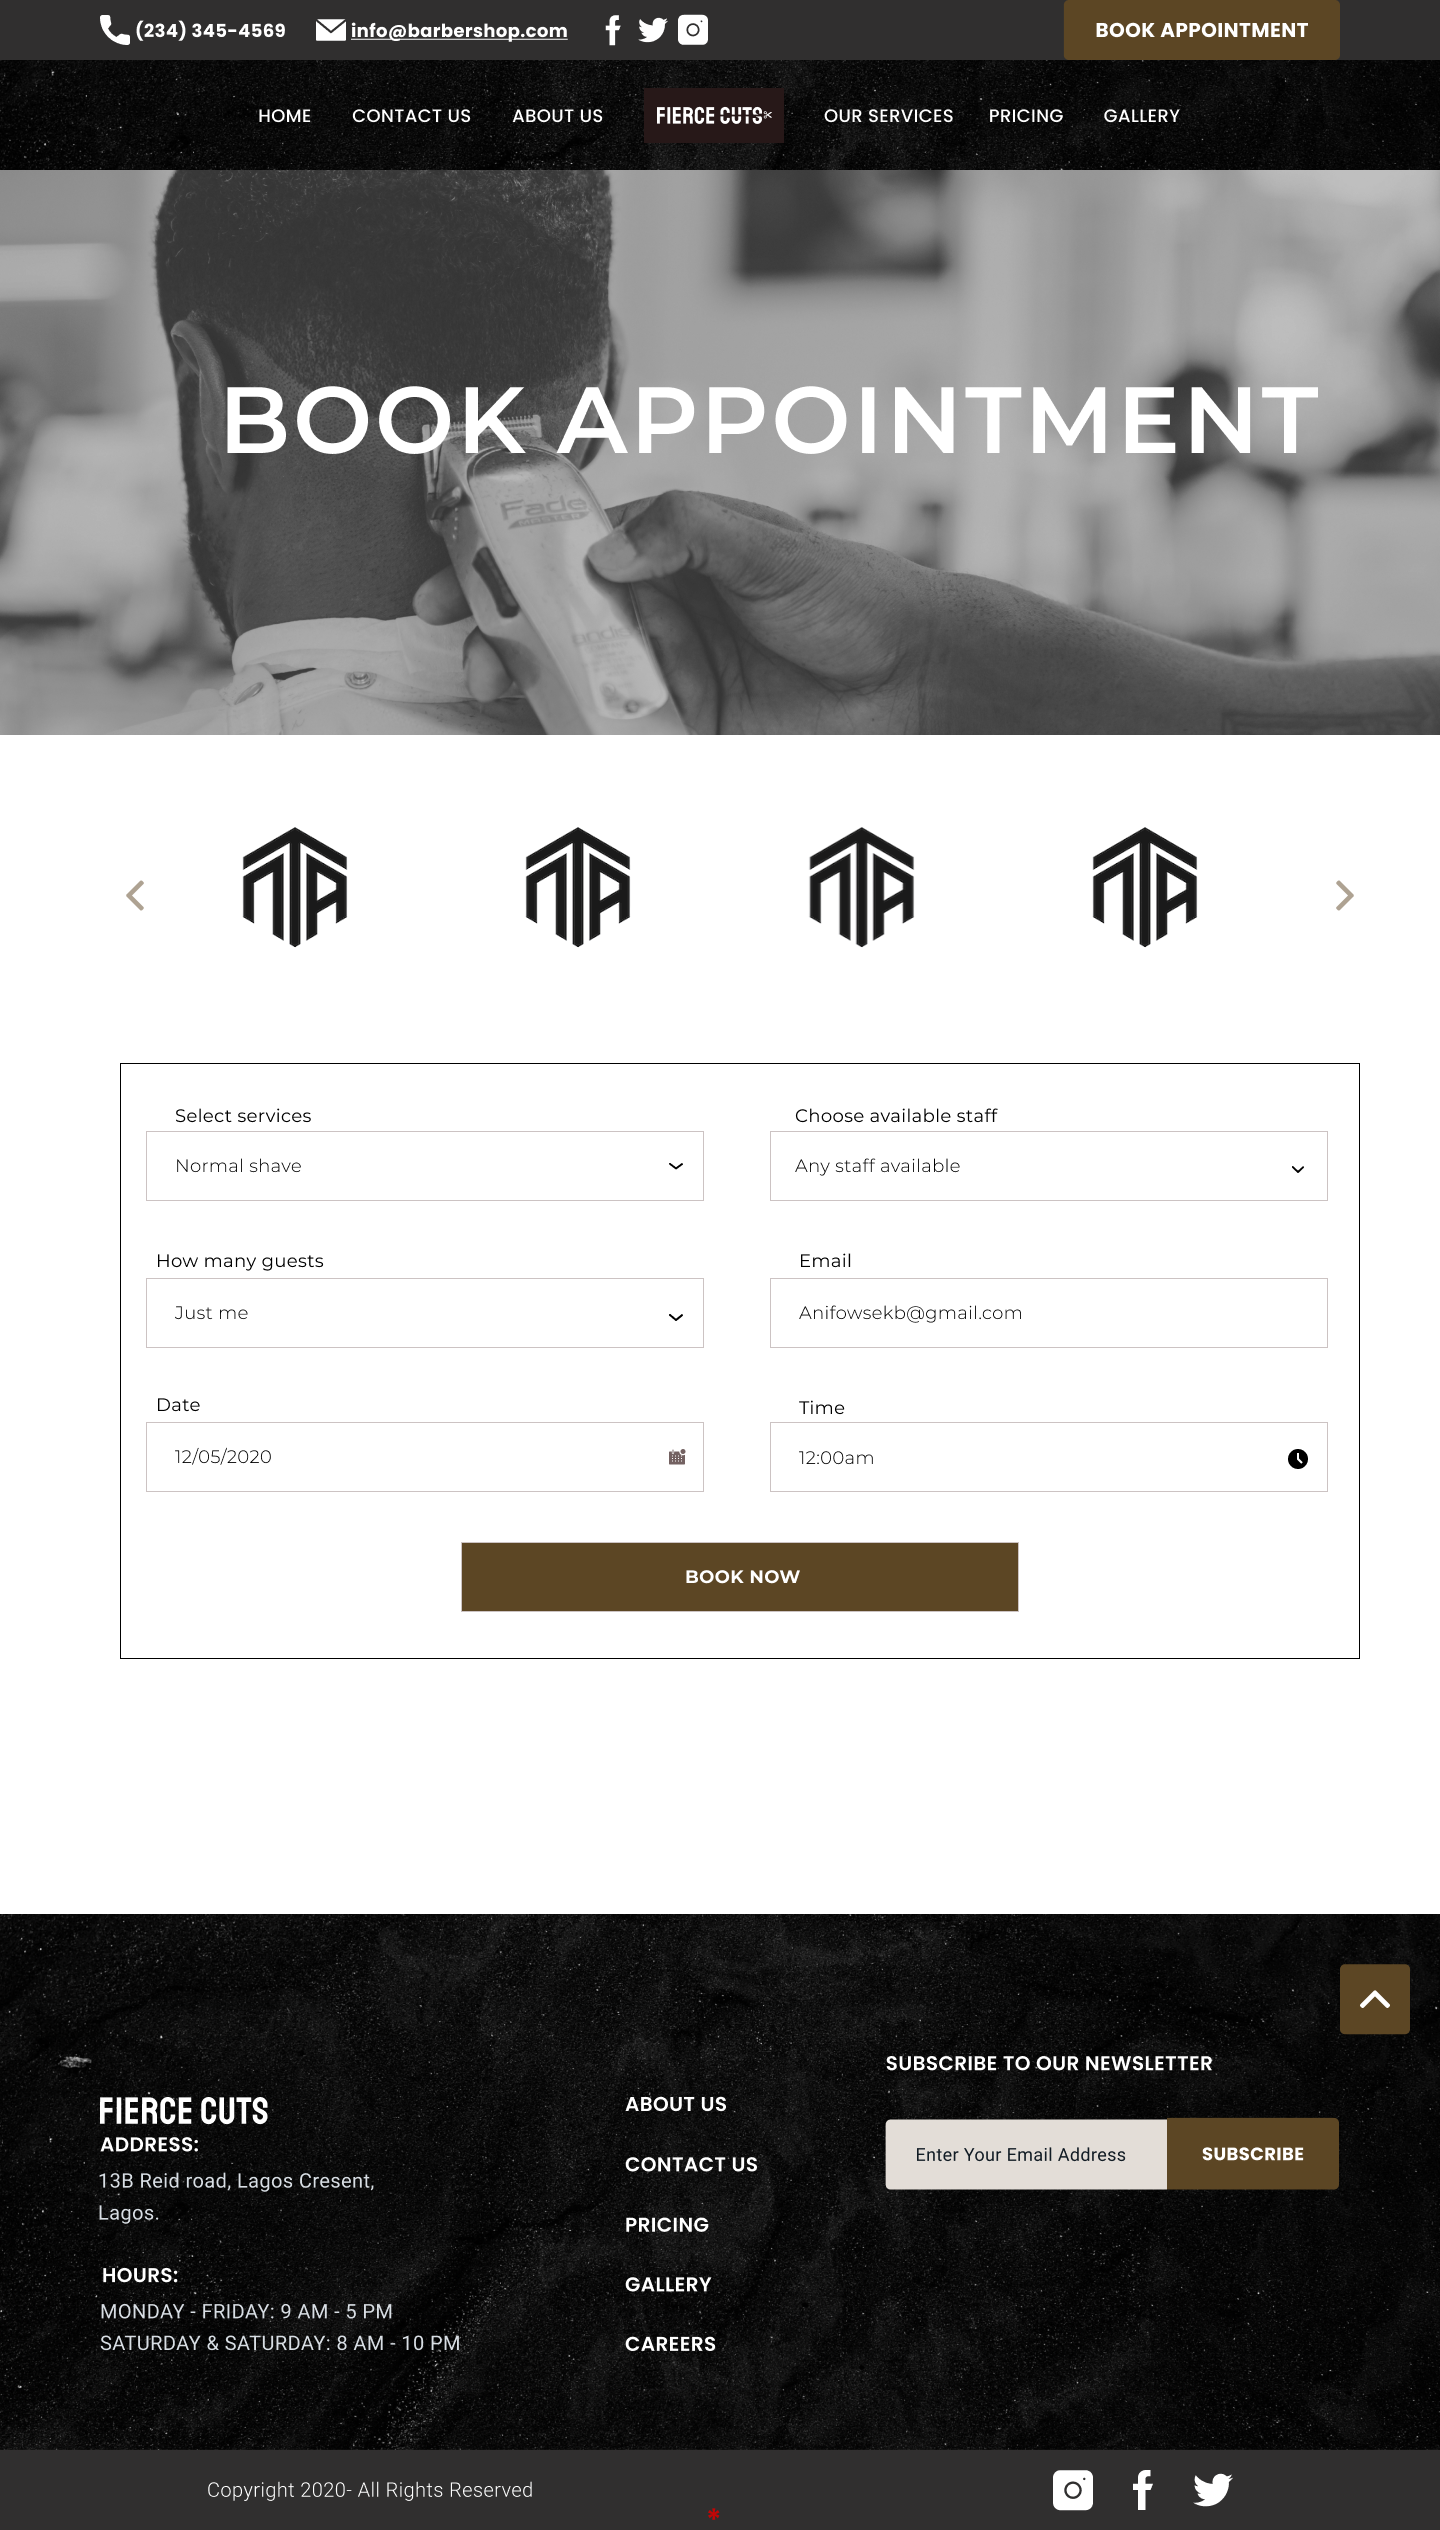 (234) 345-4569 info@barbershop.com BOOK APPOINTMENT
HOME CONTACT US ABOUT US FIERCE CUTS OUR SERVICES PRICING GALLERY
BOOK APPOINTMENT
Fade
MASTER
andis
Select services Choose available staff
Normal shave Any staff available
How many guests Email
Just me Anifowsekb@gmail.com
Date Time
12/05/2020 12:00am
BOOK NOW
SUBSCRIBE TO OUR NEWSLETTER
Enter Your Email Address SUBSCRIBE
FIERCE CUTS
ADDRESS:
13B Reid road, Lagos Cresent,
Lagos.
HOURS:
MONDAY - FRIDAY: 9 AM - 5 PM
SATURDAY & SATURDAY: 8 AM - 10 PM
ABOUT US
CONTACT US
PRICING
GALLERY
CAREERS
Copyright 2020- All Rights Reserved
*